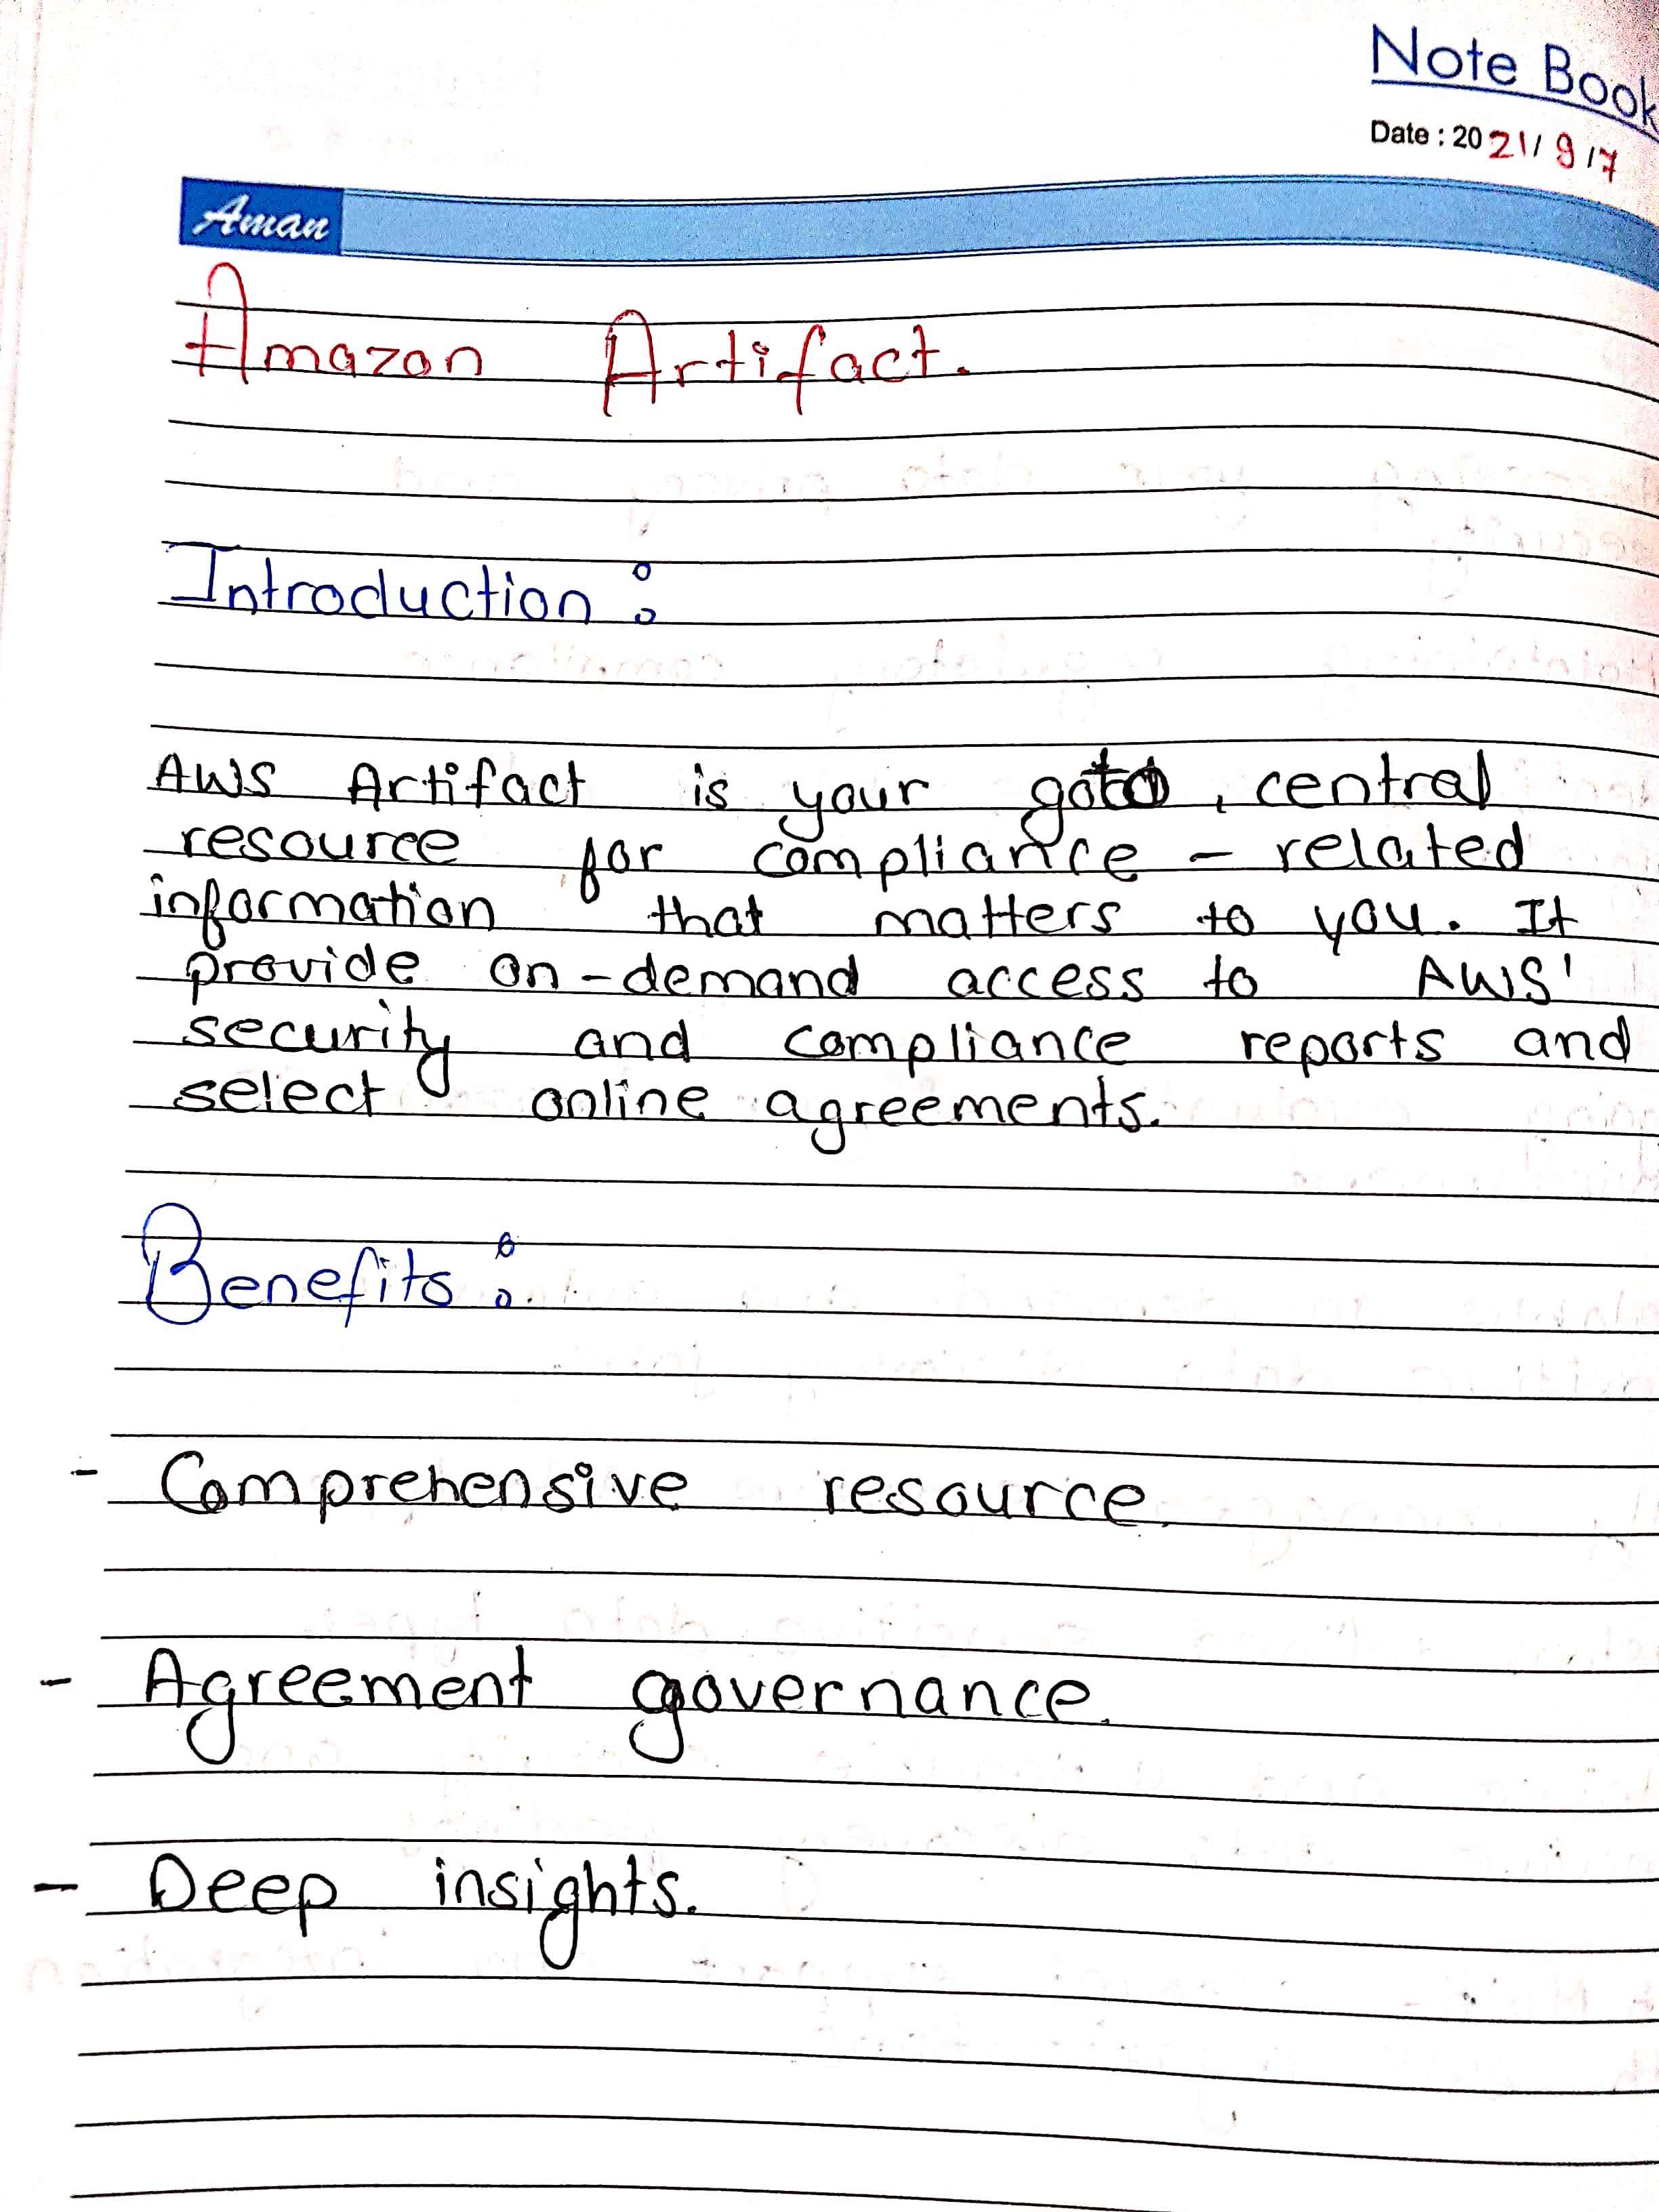 Note Book
Date : 2021/9/7
Aman
Amazon Artifact.
Introduction :
AWS Artifact is your goto, central
resource for compliance - related
information that matters to you. It
provide on-demand access to AWS'
security and compliance reports and
select online agreements.
Benefits :
- Comprehensive resource.
- Agreement governance.
- Deep insights.